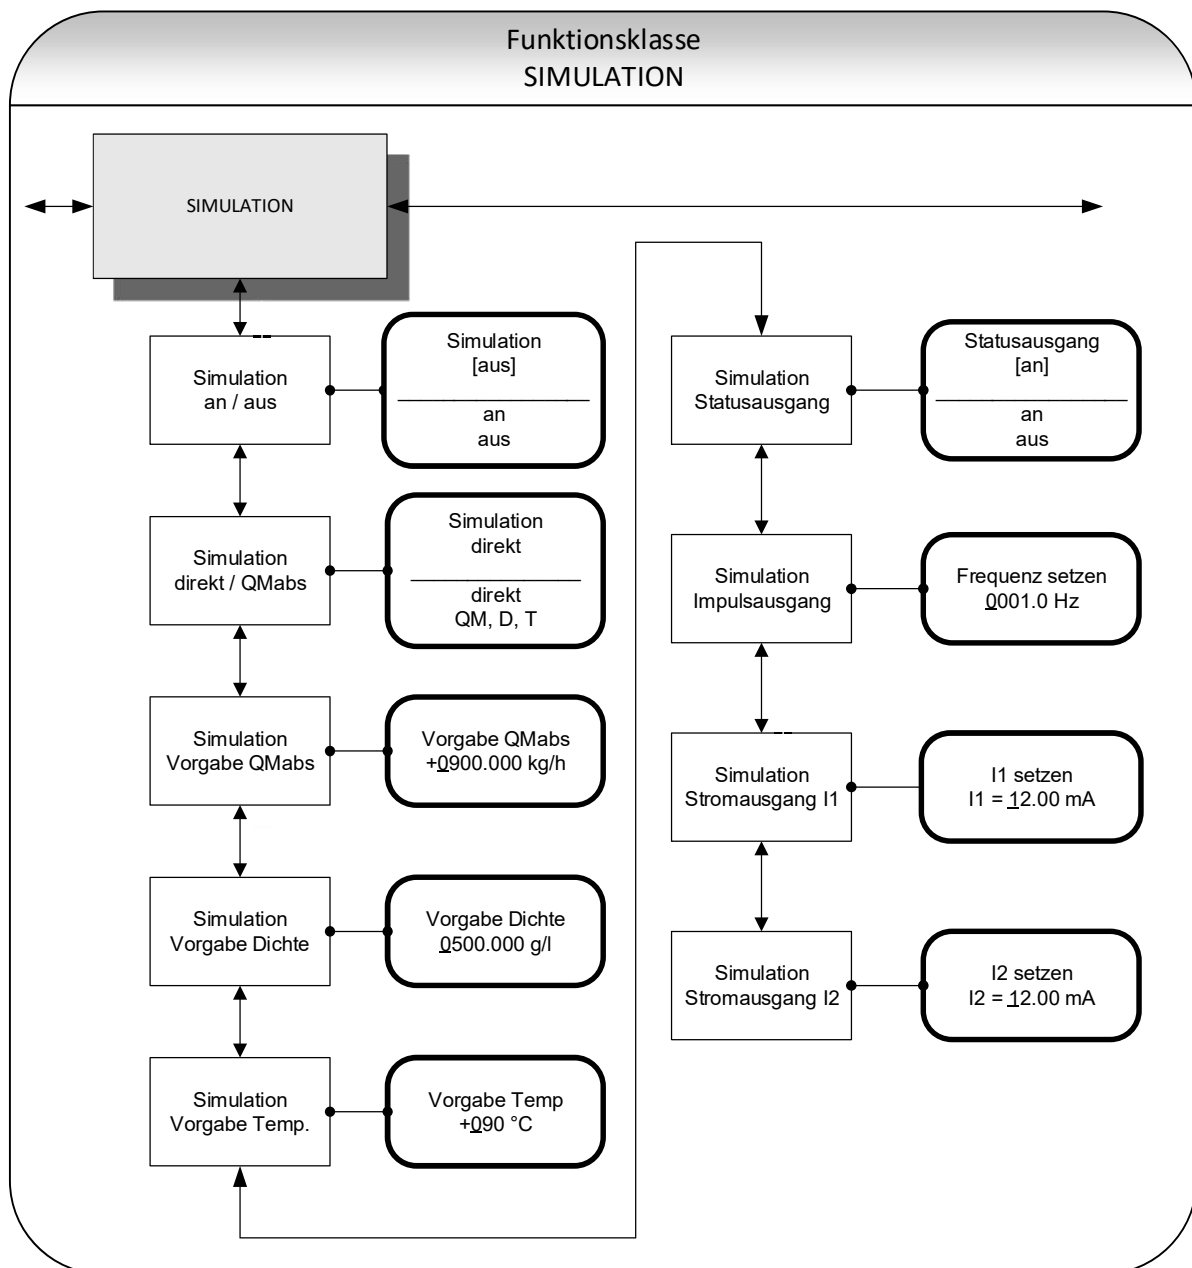 Funktionsklasse
SIMULATION
SIMULATION
Simulation
an / aus
Simulation
[aus]
an
aus
Simulation
direkt / QMabs
Simulation
direkt
direkt
QM, D, T
Simulation
Vorgabe QMabs
Vorgabe QMabs
+0900.000 kg/h
Simulation
Vorgabe Dichte
Vorgabe Dichte
0500.000 g/l
Simulation
Vorgabe Temp.
Vorgabe Temp
+090 °C
Simulation
Statusausgang
Statusausgang
[an]
an
aus
Simulation
Impulsausgang
Frequenz setzen
0001.0 Hz
Simulation
Stromausgang I1
I1 setzen
I1 = 12.00 mA
Simulation
Stromausgang I2
I2 setzen
I2 = 12.00 mA